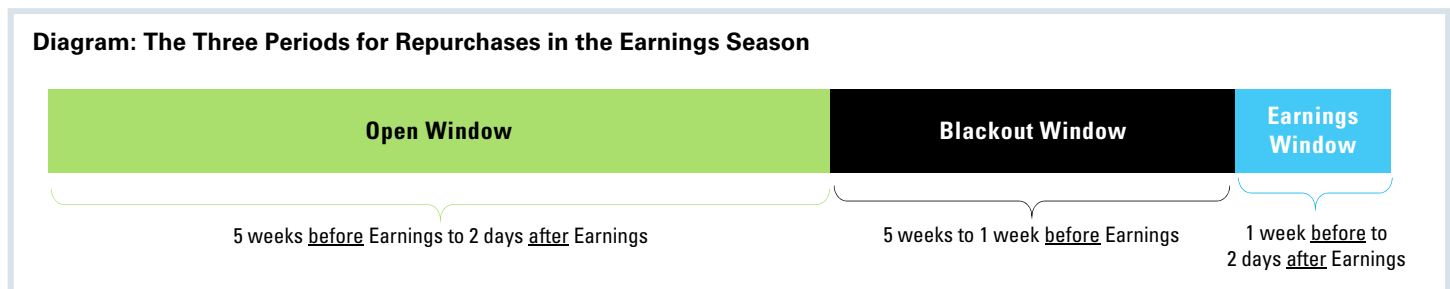 Diagram: The Three Periods for Repurchases in the Earnings Season
Open Window
Blackout Window
Earnings
Window
5 weeks before Earnings to 2 days after Earnings
5 weeks to 1 week before Earnings
1 week before to
2 days after Earnings